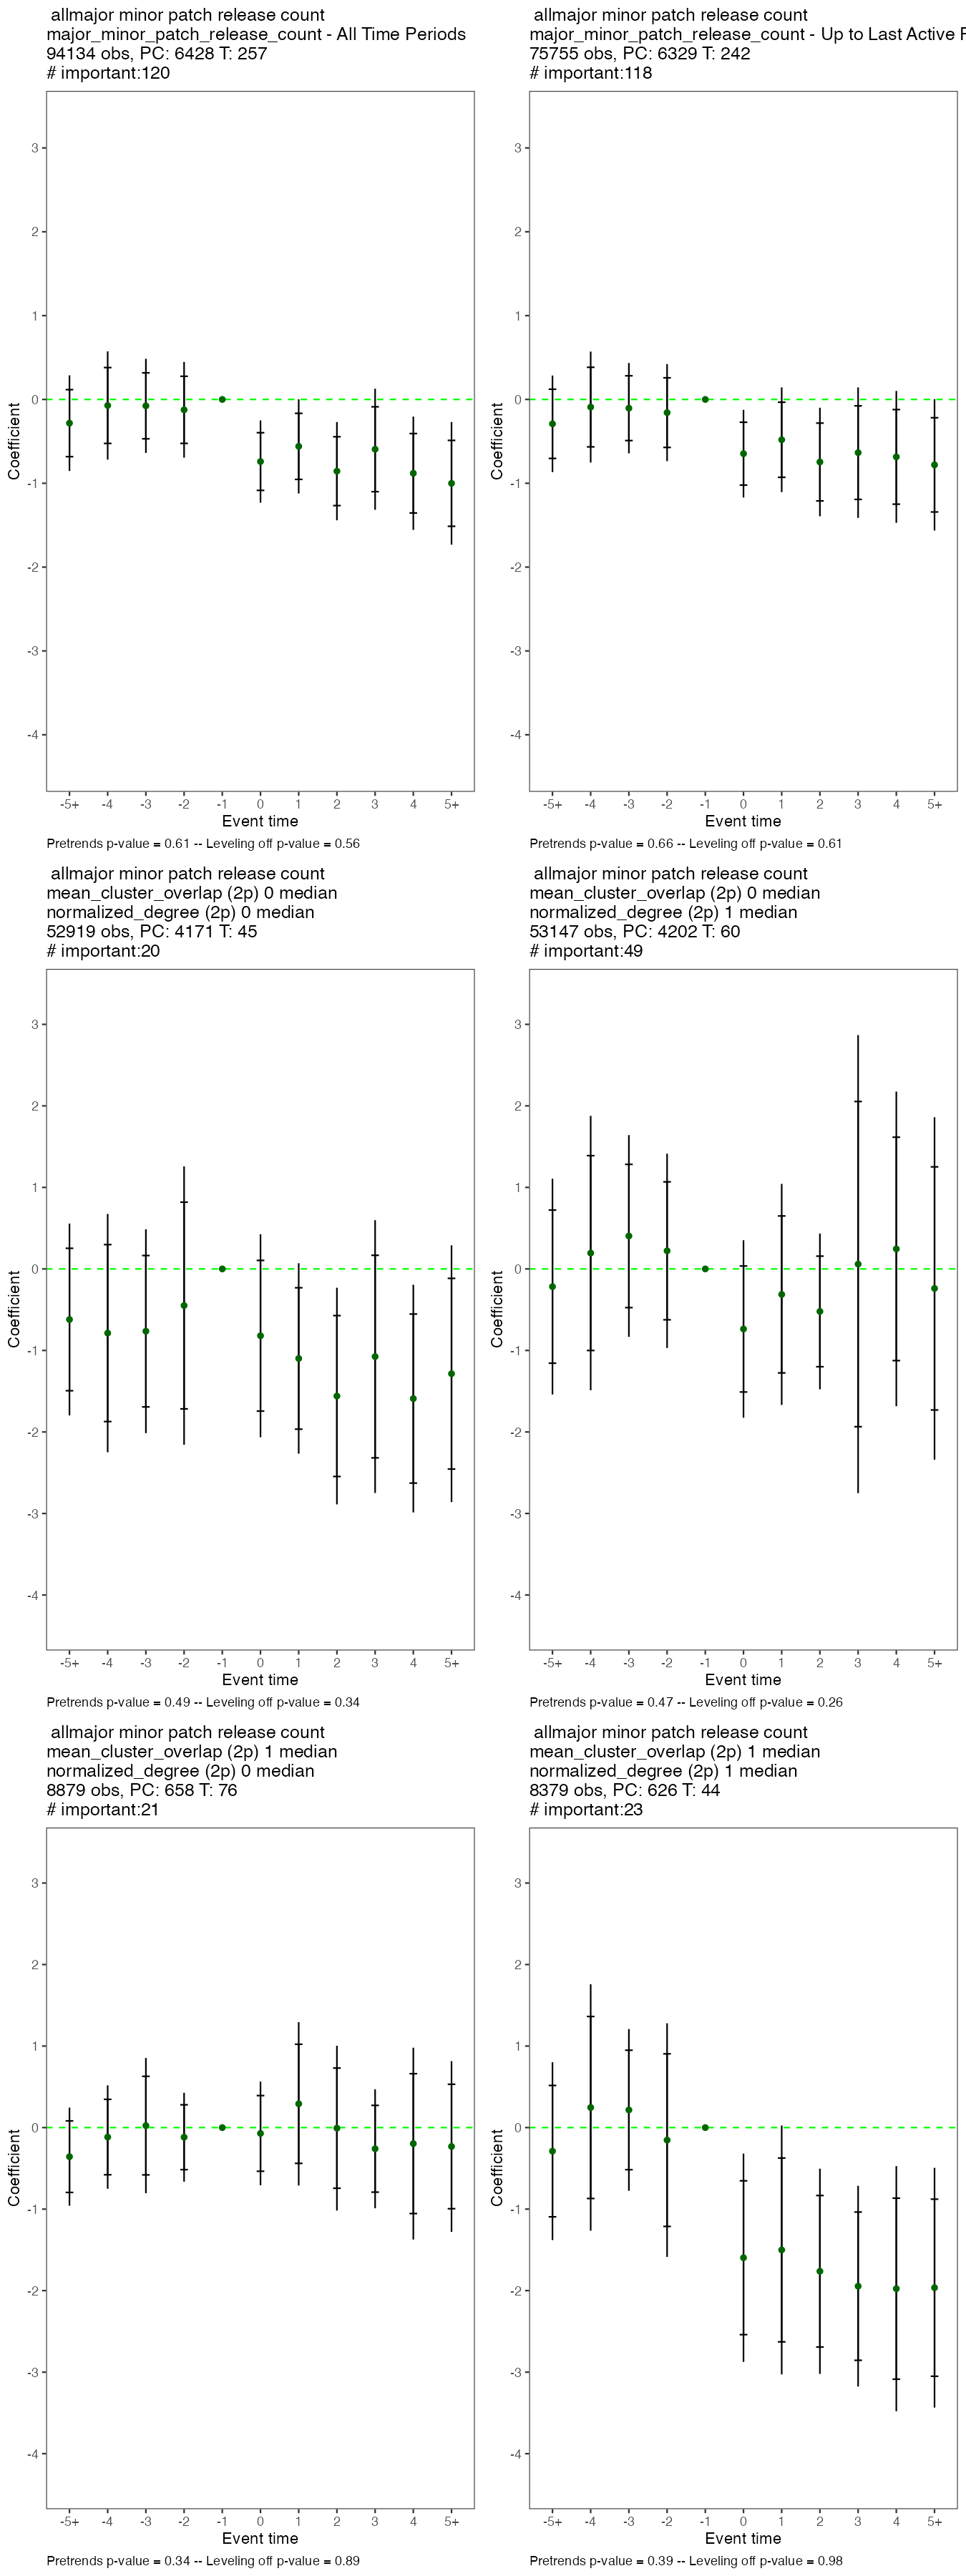 allmajor minor patch release count
major_minor_patch_release_count - All Time Periods
94134 obs, PC: 6428 T: 257
# important:120
3
2
1
0
-1
-2
-3
-4
Coefficient
-5+ -4 -3 -2 -1 0 1 2 3 4 5+
Event time
Pretrends p-value = 0.61 -- Leveling off p-value = 0.56
allmajor minor patch release count
major_minor_patch_release_count - Up to Last Active P
75755 obs, PC: 6329 T: 242
# important:118
3
2
1
0
-1
-2
-3
-4
Coefficient
-5+ -4 -3 -2 -1 0 1 2 3 4 5+
Event time
Pretrends p-value = 0.66 -- Leveling off p-value = 0.61
allmajor minor patch release count
mean_cluster_overlap (2p) 0 median
normalized_degree (2p) 0 median
52919 obs, PC: 4171 T: 45
# important:20
3
2
1
0
-1
-2
-3
-4
Coefficient
-5+ -4 -3 -2 -1 0 1 2 3 4 5+
Event time
Pretrends p-value = 0.49 -- Leveling off p-value = 0.34
allmajor minor patch release count
mean_cluster_overlap (2p) 0 median
normalized_degree (2p) 1 median
53147 obs, PC: 4202 T: 60
# important:49
3
2
1
0
-1
-2
-3
-4
Coefficient
-5+ -4 -3 -2 -1 0 1 2 3 4 5+
Event time
Pretrends p-value = 0.47 -- Leveling off p-value = 0.26
allmajor minor patch release count
mean_cluster_overlap (2p) 1 median
normalized_degree (2p) 0 median
8879 obs, PC: 658 T: 76
# important:21
3
2
1
0
-1
-2
-3
-4
Coefficient
-5+ -4 -3 -2 -1 0 1 2 3 4 5+
Event time
Pretrends p-value = 0.34 -- Leveling off p-value = 0.89
allmajor minor patch release count
mean_cluster_overlap (2p) 1 median
normalized_degree (2p) 1 median
8379 obs, PC: 626 T: 44
# important:23
3
2
1
0
-1
-2
-3
-4
Coefficient
-5+ -4 -3 -2 -1 0 1 2 3 4 5+
Event time
Pretrends p-value = 0.39 -- Leveling off p-value = 0.98